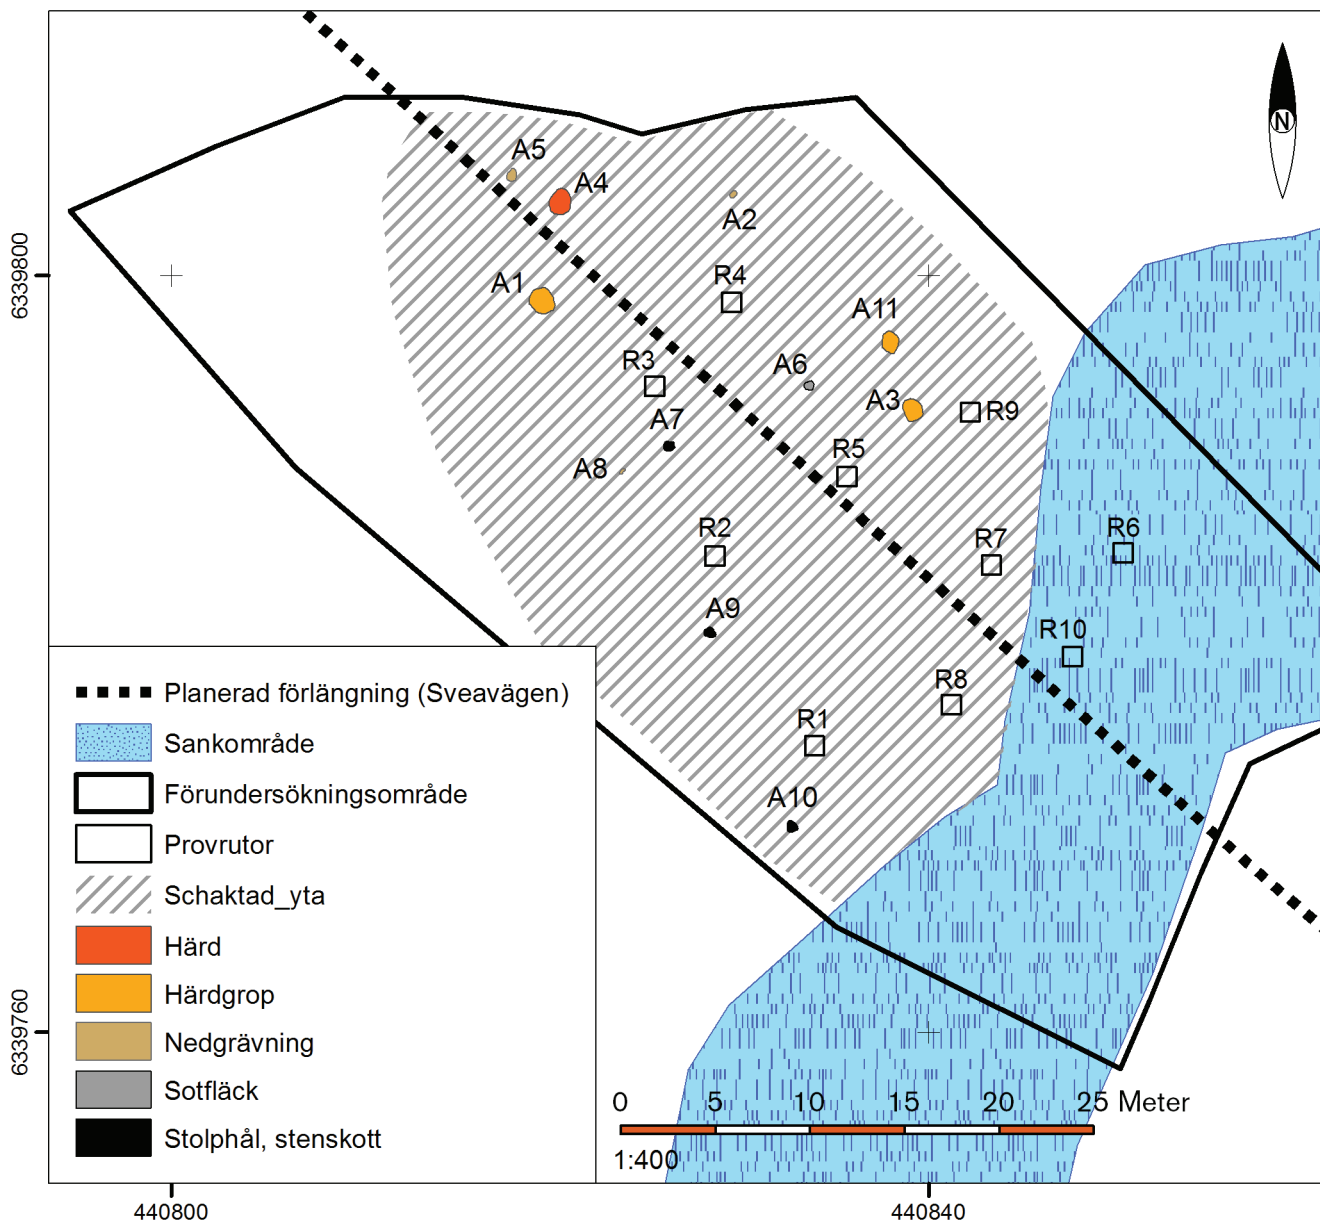 N
A5
A4
A2
A1
R4
A11
R3
A6
A3
R9
A7
R5
A8
R2
R7
R6
A9
R10
R8
R1
A10
6339800
6339760
Planerad förlängning (Sveavägen)
Sankområde
Förundersökningsområde
Provrutor
Schaktad_yta
Härd
Härdgrop
Nedgrävning
Sotfläck
Stolphål, stenskott
0 5 10 15 20 25 Meter
1:400
440800 440840